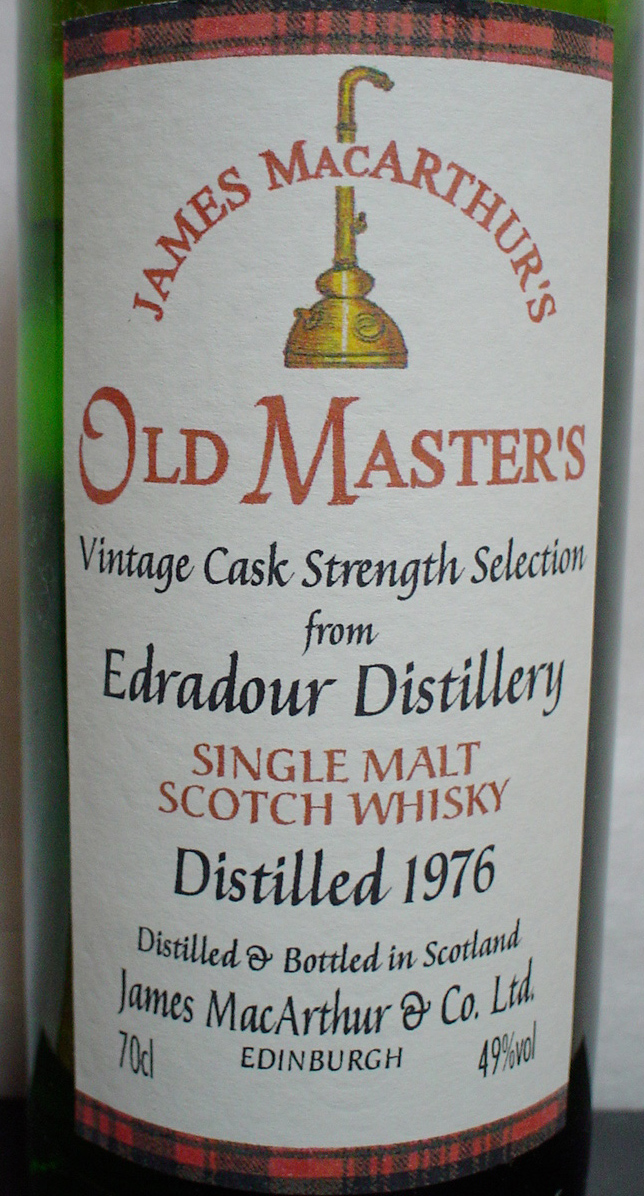 JAMES MACARTHUR'S
OLD MASTER'S
Vintage Cask Strength Selection
from
Edradour Distillery
SINGLE MALT
SCOTCH WHISKY
Distilled 1976
Distilled & Bottled in Scotland
James MacArthur & Co. Ltd.
70cl EDINBURGH 49%vol